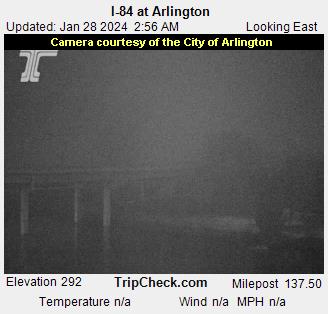 I-84 at Arlington
Updated: Jan 28 2024 2:56 AM Looking East
Camera courtesy of the City of Arlington
Elevation 292 TripCheck.com Milepost 137.50
Temperature n/a Wind n/a MPH n/a